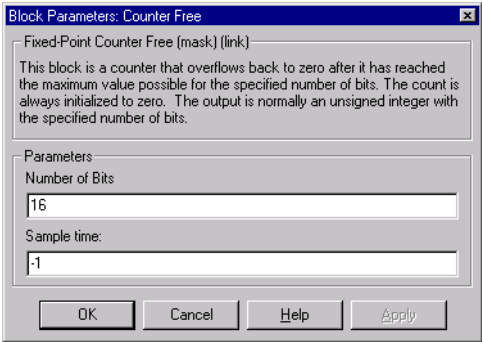 Block Parameters: Counter Free
Fixed-Point Counter Free (mask) (link)
This block is a counter that overflows back to zero after it has reached
the maximum value possible for the specified number of bits. The count is
always initialized to zero.  The output is normally an unsigned integer with
the specified number of bits.
Parameters
Number of Bits
16
Sample time:
-1
OK Cancel Help Apply